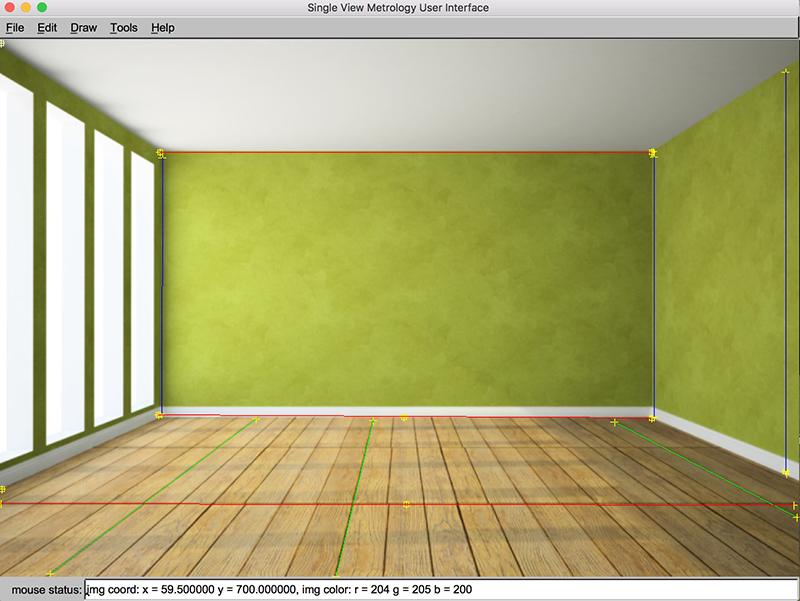 Single View Metrology User Interface
File Edit Draw Tools Help
mouse status: img coord: x = 59.500000 y = 700.000000, img color: r = 204 g = 205 b = 200